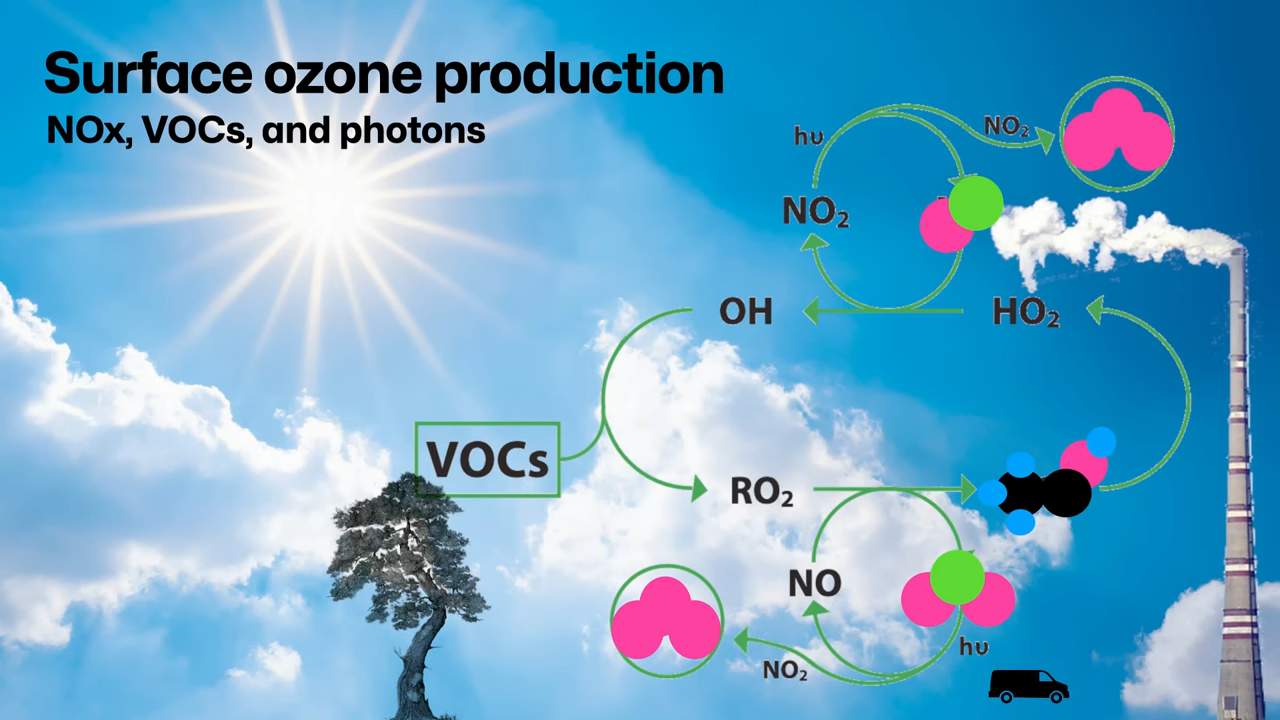 Surface ozone production
NOx, VOCs, and photons
hυ
NO₂
NO₂
OH
HO₂
VOCs
RO₂
NO
hυ
NO₂